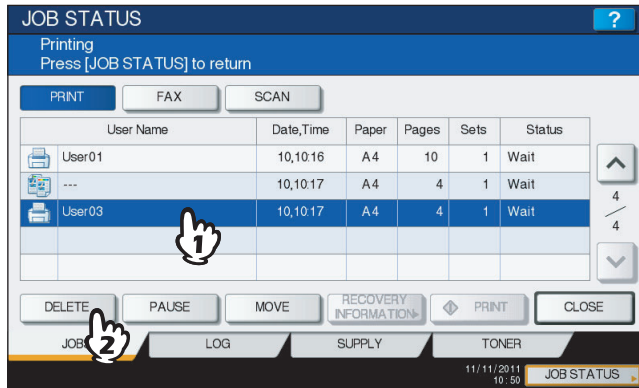 JOB STATUS
?
Printing
Press [JOB STATUS] to return
PRINT FAX SCAN
User Name Date,Time Paper Pages Sets Status
User01 10,10:16 A4 10 1 Wait
--- 10,10:17 A4 4 1 Wait
User03 10,10:17 A4 4 1 Wait
4
4
1
DELETE PAUSE MOVE RECOVERY INFORMATION PRINT CLOSE
2
JOBS LOG SUPPLY TONER
11/11/2011
10:50
JOB STATUS